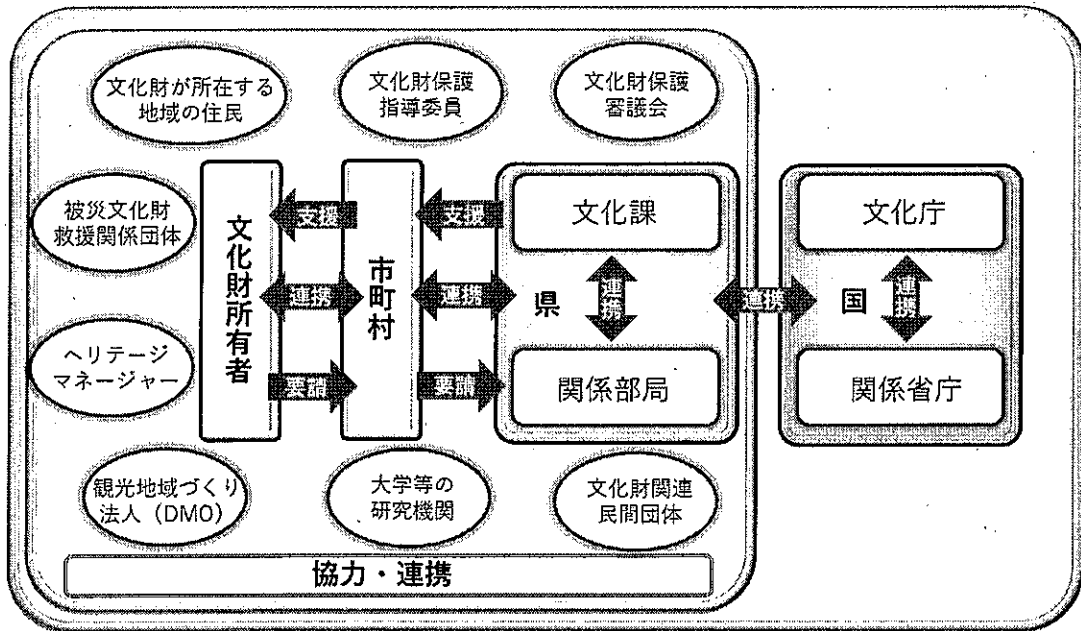 文化財が所在する
地域の住民
文化財保護
指導委員
文化財保護
審議会
被災文化財
救援関係団体
ヘリテージ
マネージャー
文化財所有者
支援
連携
要請
市町村
支援
連携
要請
文化課
県
連携
関係部局
連携
文化庁
国
連携
関係省庁
観光地域づくり
法人（DMO）
大学等の
研究機関
文化財関連
民間団体
協力・連携